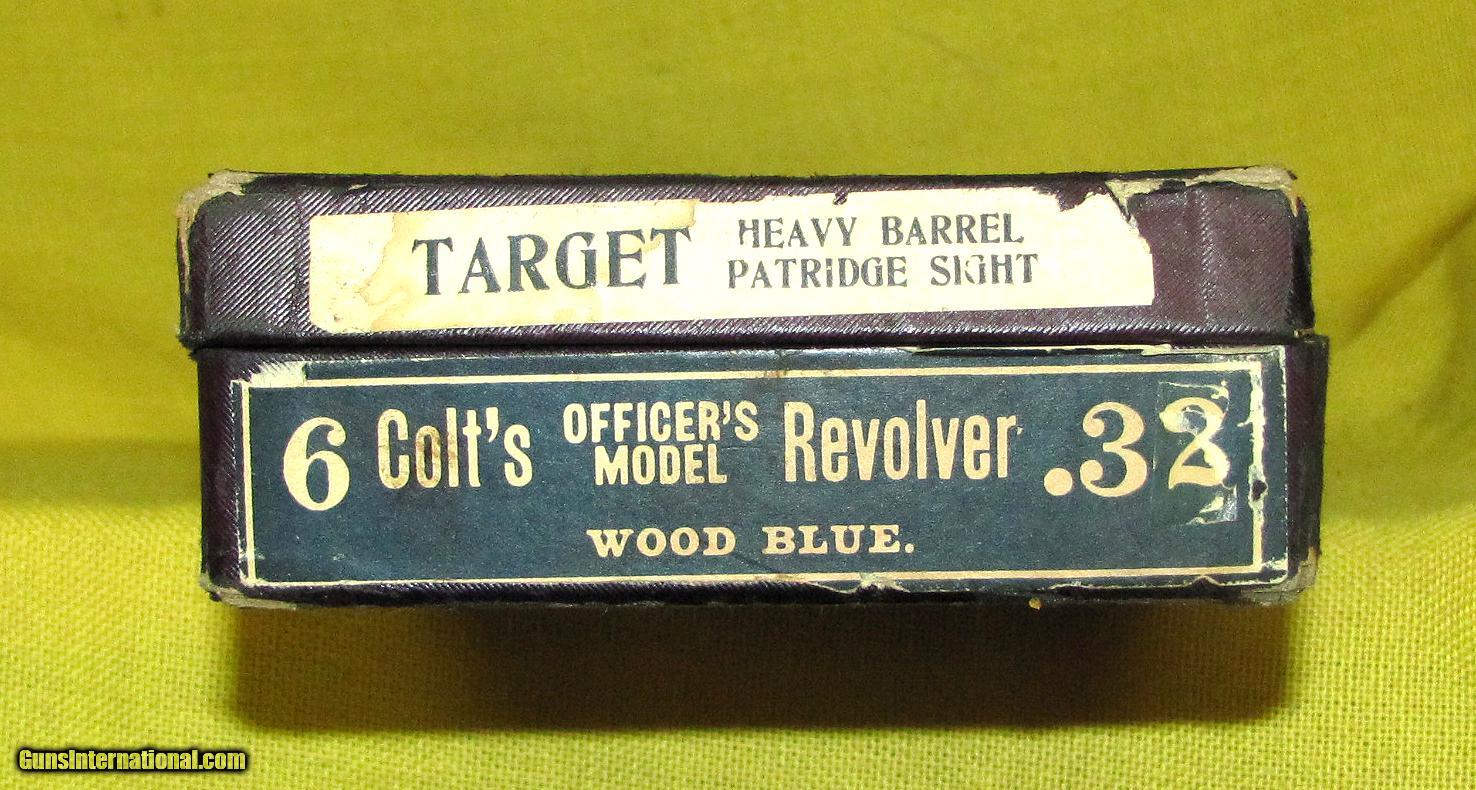 TARGET HEAVY BARREL
PATRIDGE SIGHT
6 Colt's OFFICER'S MODEL Revolver .32
WOOD BLUE.
GunsInternational.com